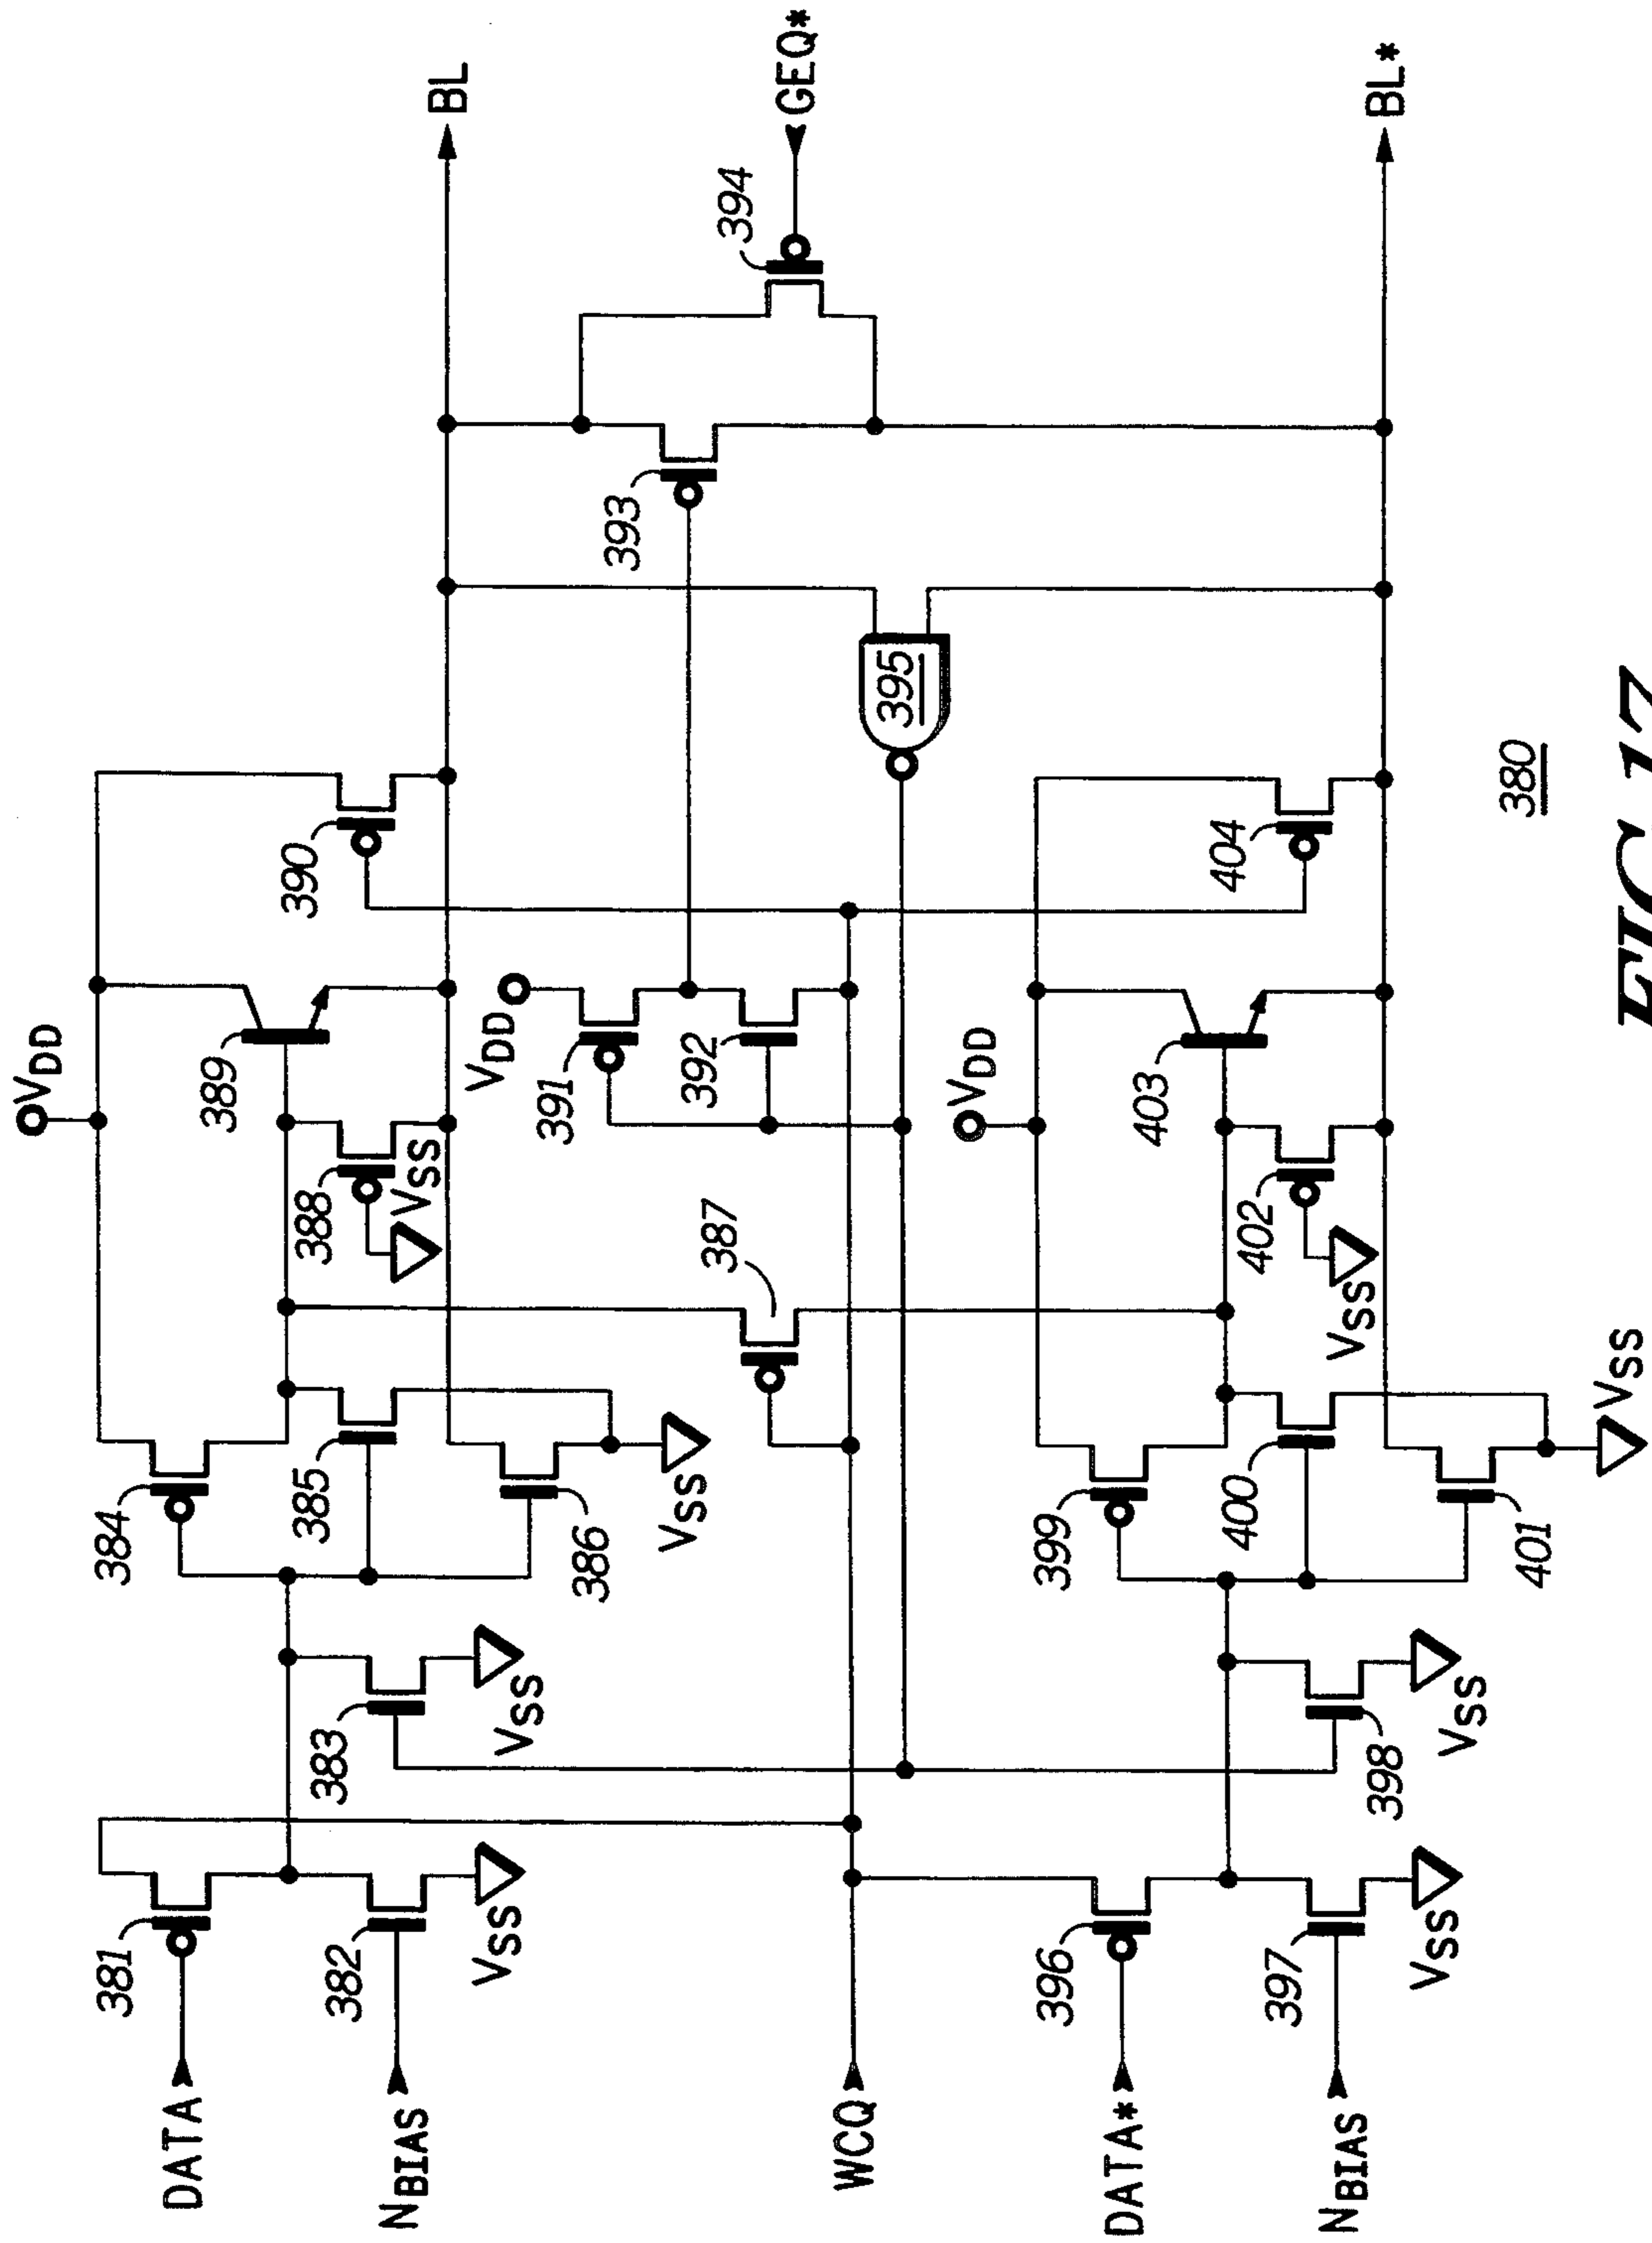 VDD
381
384
DATA
389
390
382
383
385
388
NBIAS
VSS
BL
VSS
VSS
VDD
386
391
393
VSS
392
387
394
GEQ*
WCQ
395
VDD
396
399
DATA*
403
404
397
398
400
402
NBIAS
VSS
BL*
VSS
VSS
401
380
VSS
FIG.17